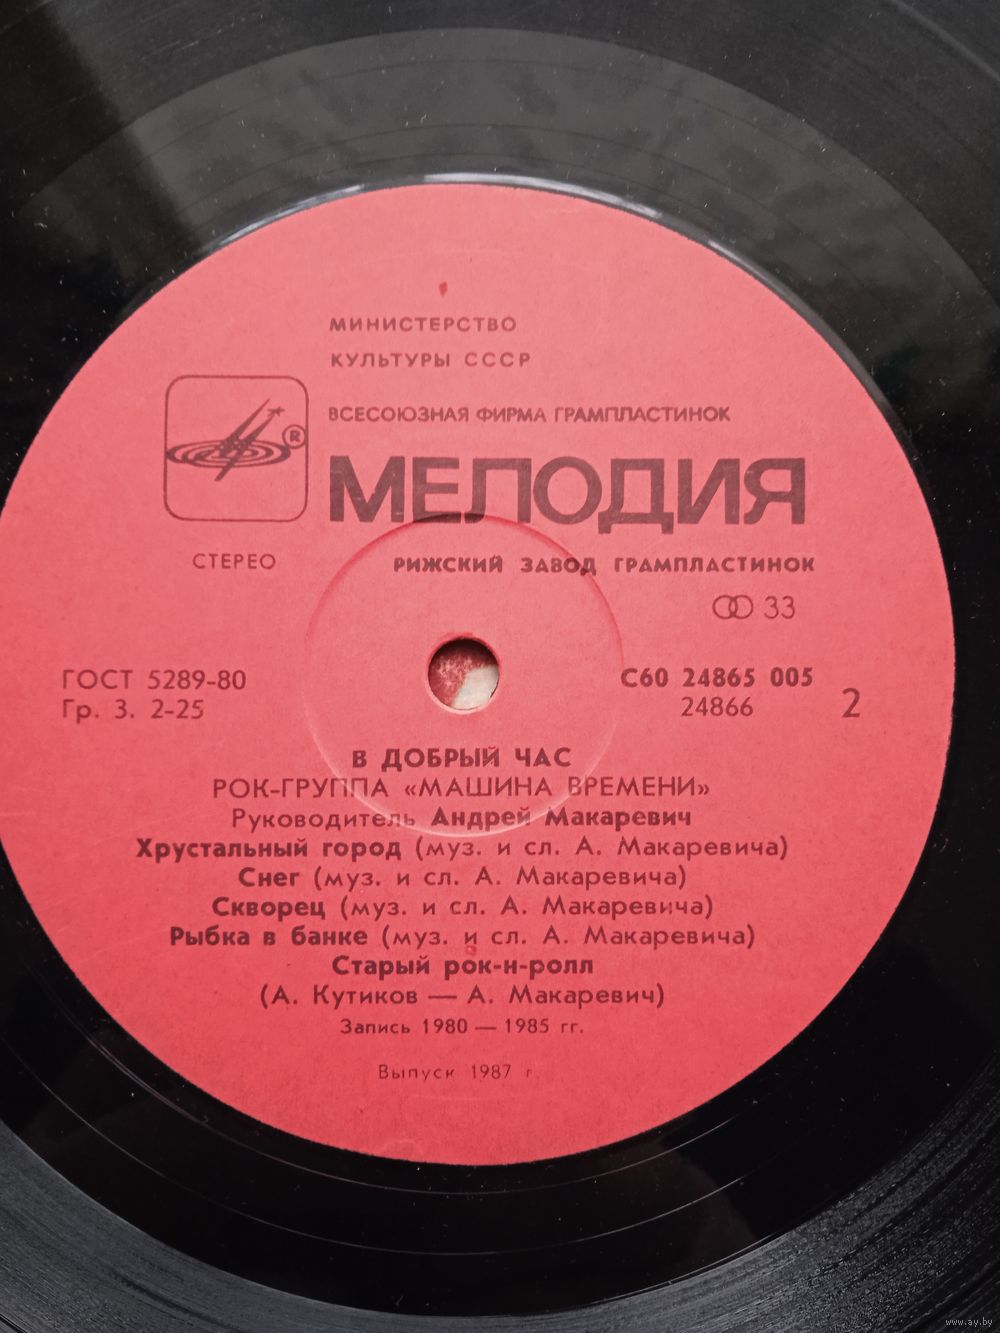 МИНИСТЕРСТВО
КУЛЬТУРЫ СССР
ВСЕСОЮЗНАЯ ФИРМА ГРАМПЛАСТИНОК
®
МЕЛОДИЯ
СТЕРЕО
РИЖСКИЙ ЗАВОД ГРАМПЛАСТИНОК
33
ГОСТ 5289-80
Гр. 3. 2-25
С60 24865 005
24866
2
В ДОБРЫЙ ЧАС
РОК-ГРУППА «МАШИНА ВРЕМЕНИ»
Руководитель Андрей Макаревич
Хрустальный город (муз. и сл. А. Макаревича)
Снег (муз. и сл. А. Макаревича)
Скворец (муз. и сл. А. Макаревича)
Рыбка в банке (муз. и сл. А. Макаревича)
Старый рок-н-ролл
(А. Кутиков — А. Макаревич)
Запись 1980 — 1985 гг.
Выпуск 1987 г.
www.ay.by